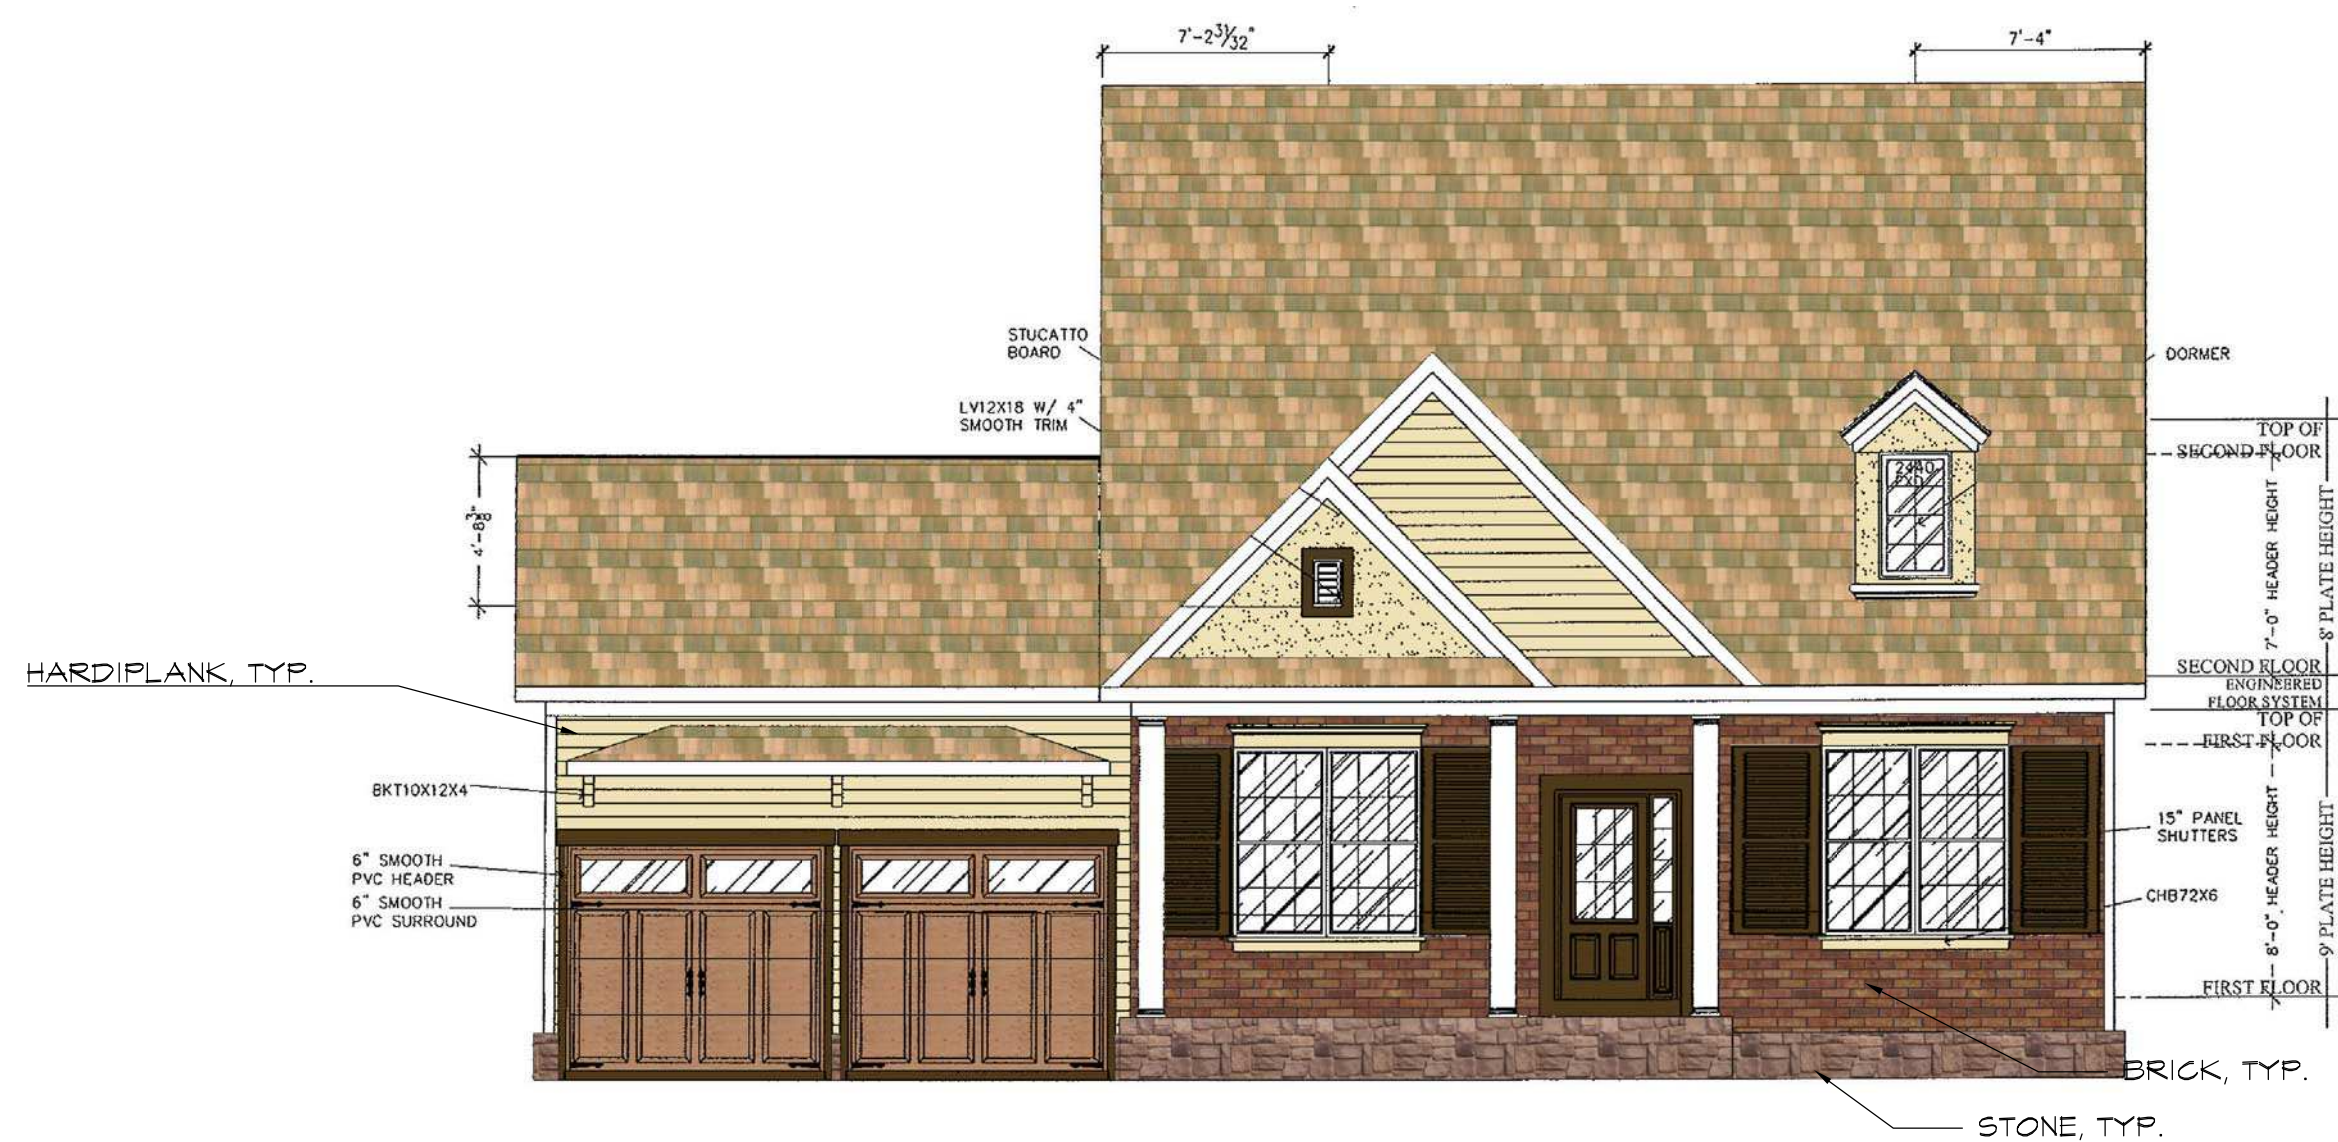 7'-2 31/32"
7'-4"
STUCATTO
BOARD
DORMER
LV12X18 W/ 4"
SMOOTH TRIM
TOP OF
SECOND FLOOR
2440
FXD
4'-8 3/8"
7'-0" HEADER HEIGHT
8' PLATE HEIGHT
HARDIPLANK, TYP.
SECOND FLOOR
ENGINEERED
FLOOR SYSTEM
TOP OF
FIRST FLOOR
BKT10X12X4
15" PANEL
SHUTTERS
6" SMOOTH
PVC HEADER
6" SMOOTH
PVC SURROUND
CHB72X6
8'-0" HEADER HEIGHT
9' PLATE HEIGHT
FIRST FLOOR
BRICK, TYP.
STONE, TYP.